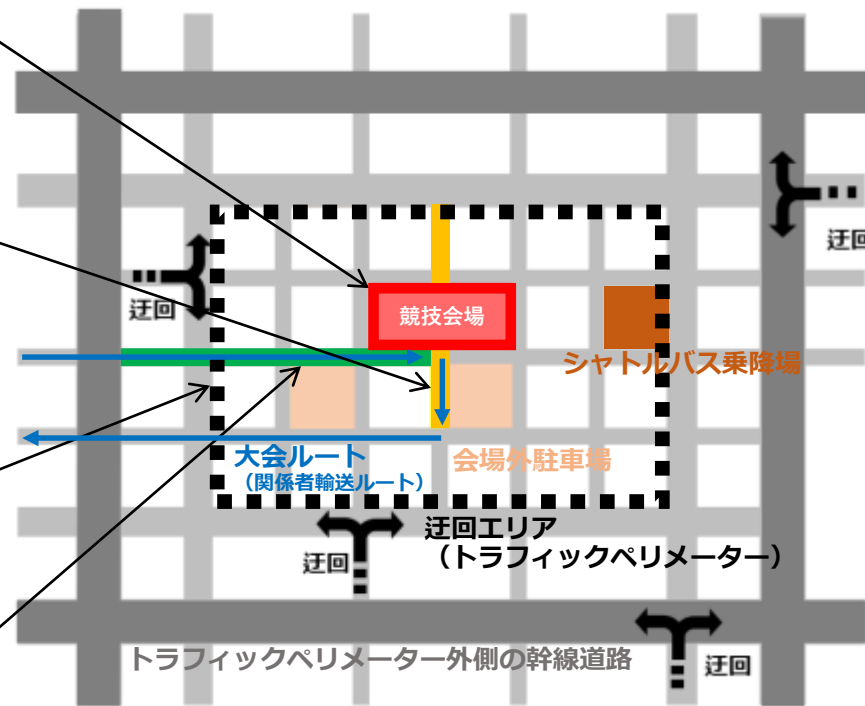 迂回
迂回
競技会場
シャトルバス乗降場
大会ルート
（関係者輸送ルート）
会場外駐車場
迂回エリア
（トラフィックペリメーター）
迂回
トラフィックペリメーター外側の幹線道路
迂回